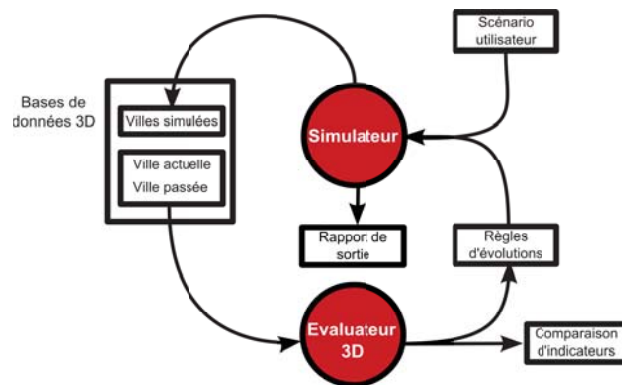 Scénario
utilisateur
Bases de
données 3D
Villes simulées
Simulateur
Ville actuelle
Ville passée
Rapport de
sortie
Règles
d'évolutions
Evaluateur
3D
Comparaison
d'indicateurs